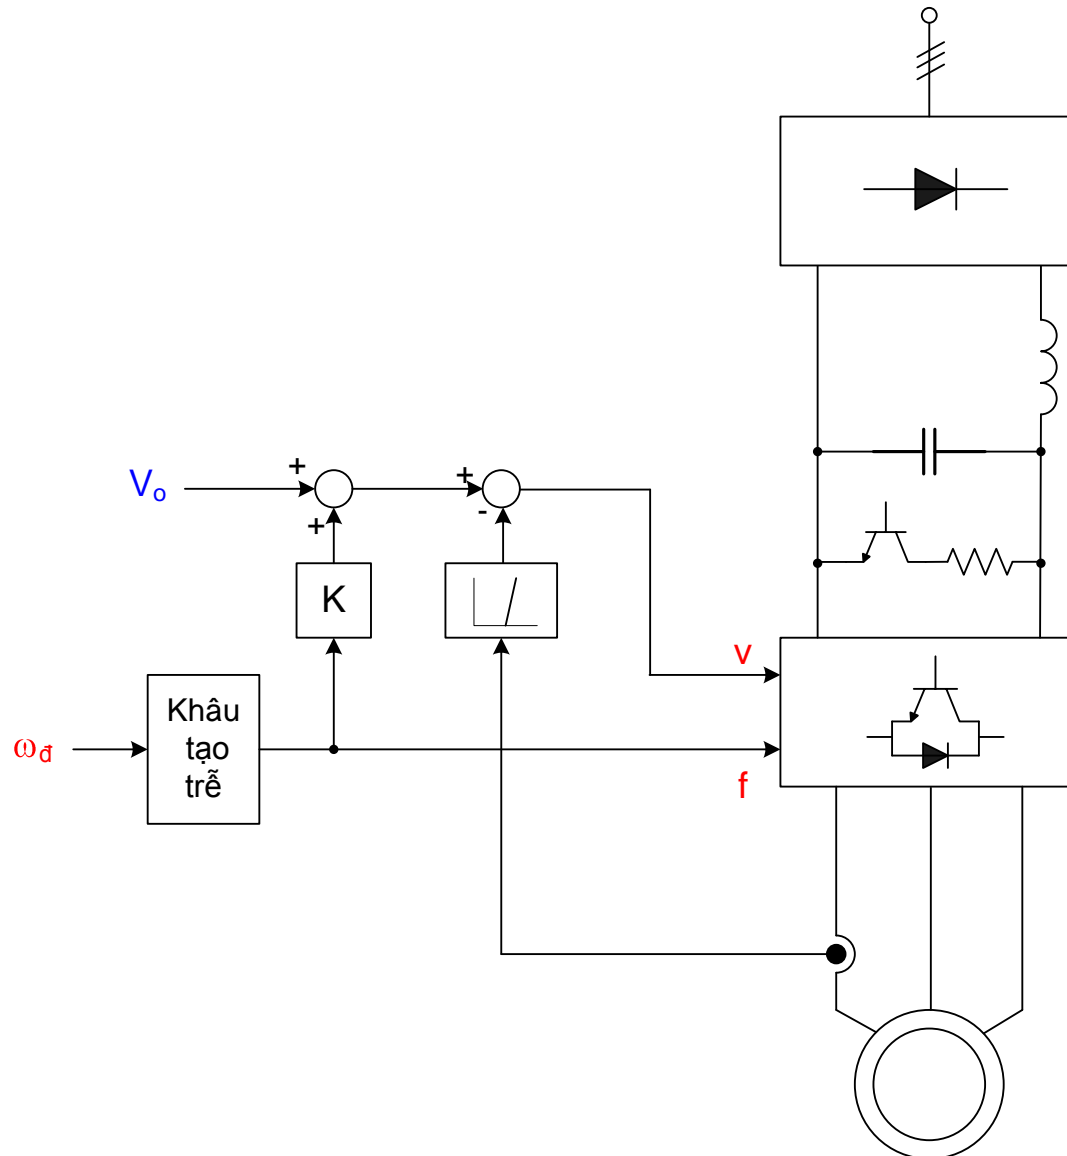 +
+
Vₒ
-
+
K
v
Khâu
tạo
trễ
ωđ
f